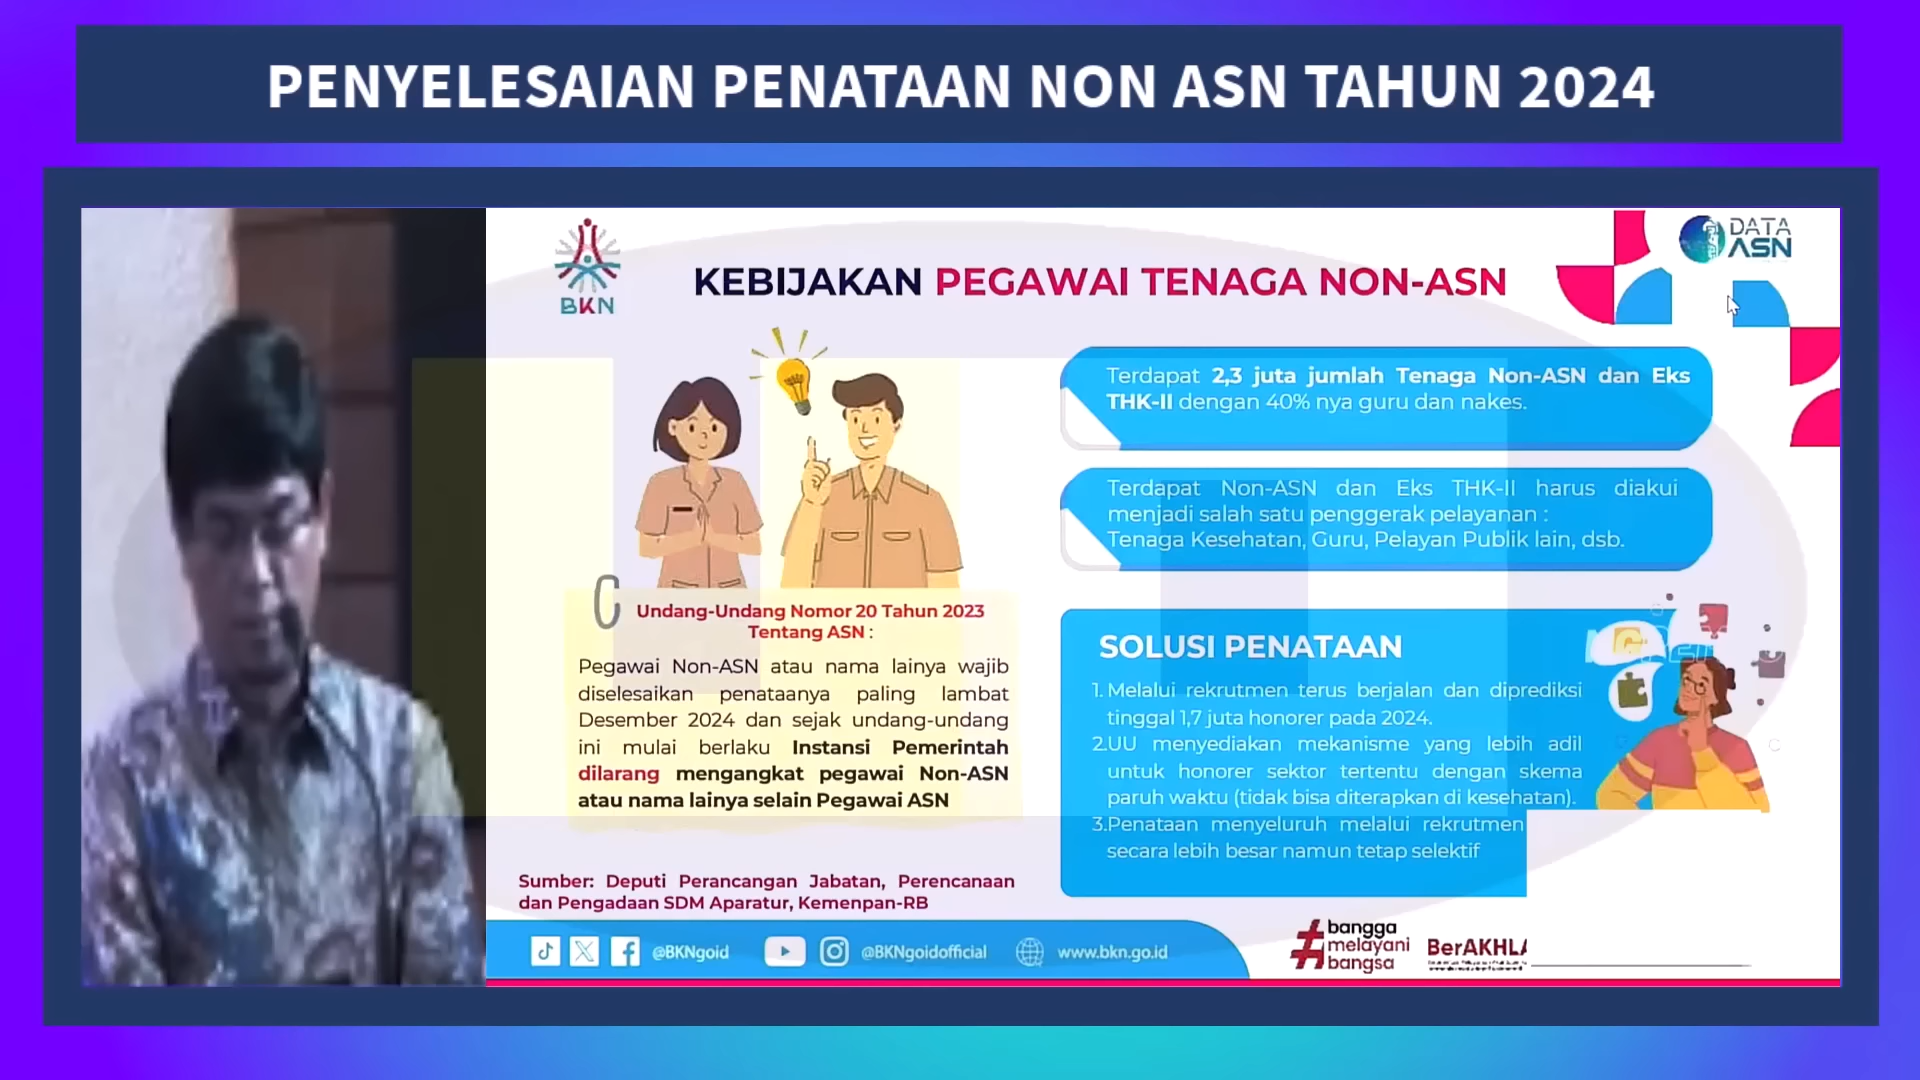 PENYELESAIAN PENATAAN NON ASN TAHUN 2024
BKN
KEBIJAKAN PEGAWAI TENAGA NON-ASN
DATA
ASN
Terdapat 2,3 juta jumlah Tenaga Non-ASN dan Eks
THK-II dengan 40% nya guru dan nakes.
Terdapat Non-ASN dan Eks THK-II harus diakui
menjadi salah satu penggerak pelayanan :
Tenaga Kesehatan, Guru, Pelayan Publik lain, dsb.
Undang-Undang Nomor 20 Tahun 2023
Tentang ASN :
Pegawai Non-ASN atau nama lainya wajib
diselesaikan penataanya paling lambat
Desember 2024 dan sejak undang-undang
ini mulai berlaku Instansi Pemerintah
dilarang mengangkat pegawai Non-ASN
atau nama lainya selain Pegawai ASN
SOLUSI PENATAAN
1. Melalui rekrutmen terus berjalan dan diprediksi
tinggal 1,7 juta honorer pada 2024.
2.UU menyediakan mekanisme yang lebih adil
untuk honorer sektor tertentu dengan skema
paruh waktu (tidak bisa diterapkan di kesehatan).
3.Penataan menyeluruh melalui rekrutmen
secara lebih besar namun tetap selektif
Sumber: Deputi Perancangan Jabatan, Perencanaan
dan Pengadaan SDM Aparatur, Kemenpan-RB
@BKNgoid
@BKNgoidofficial
www.bkn.go.id
#bangga
melayani
bangsa
BerAKHLA